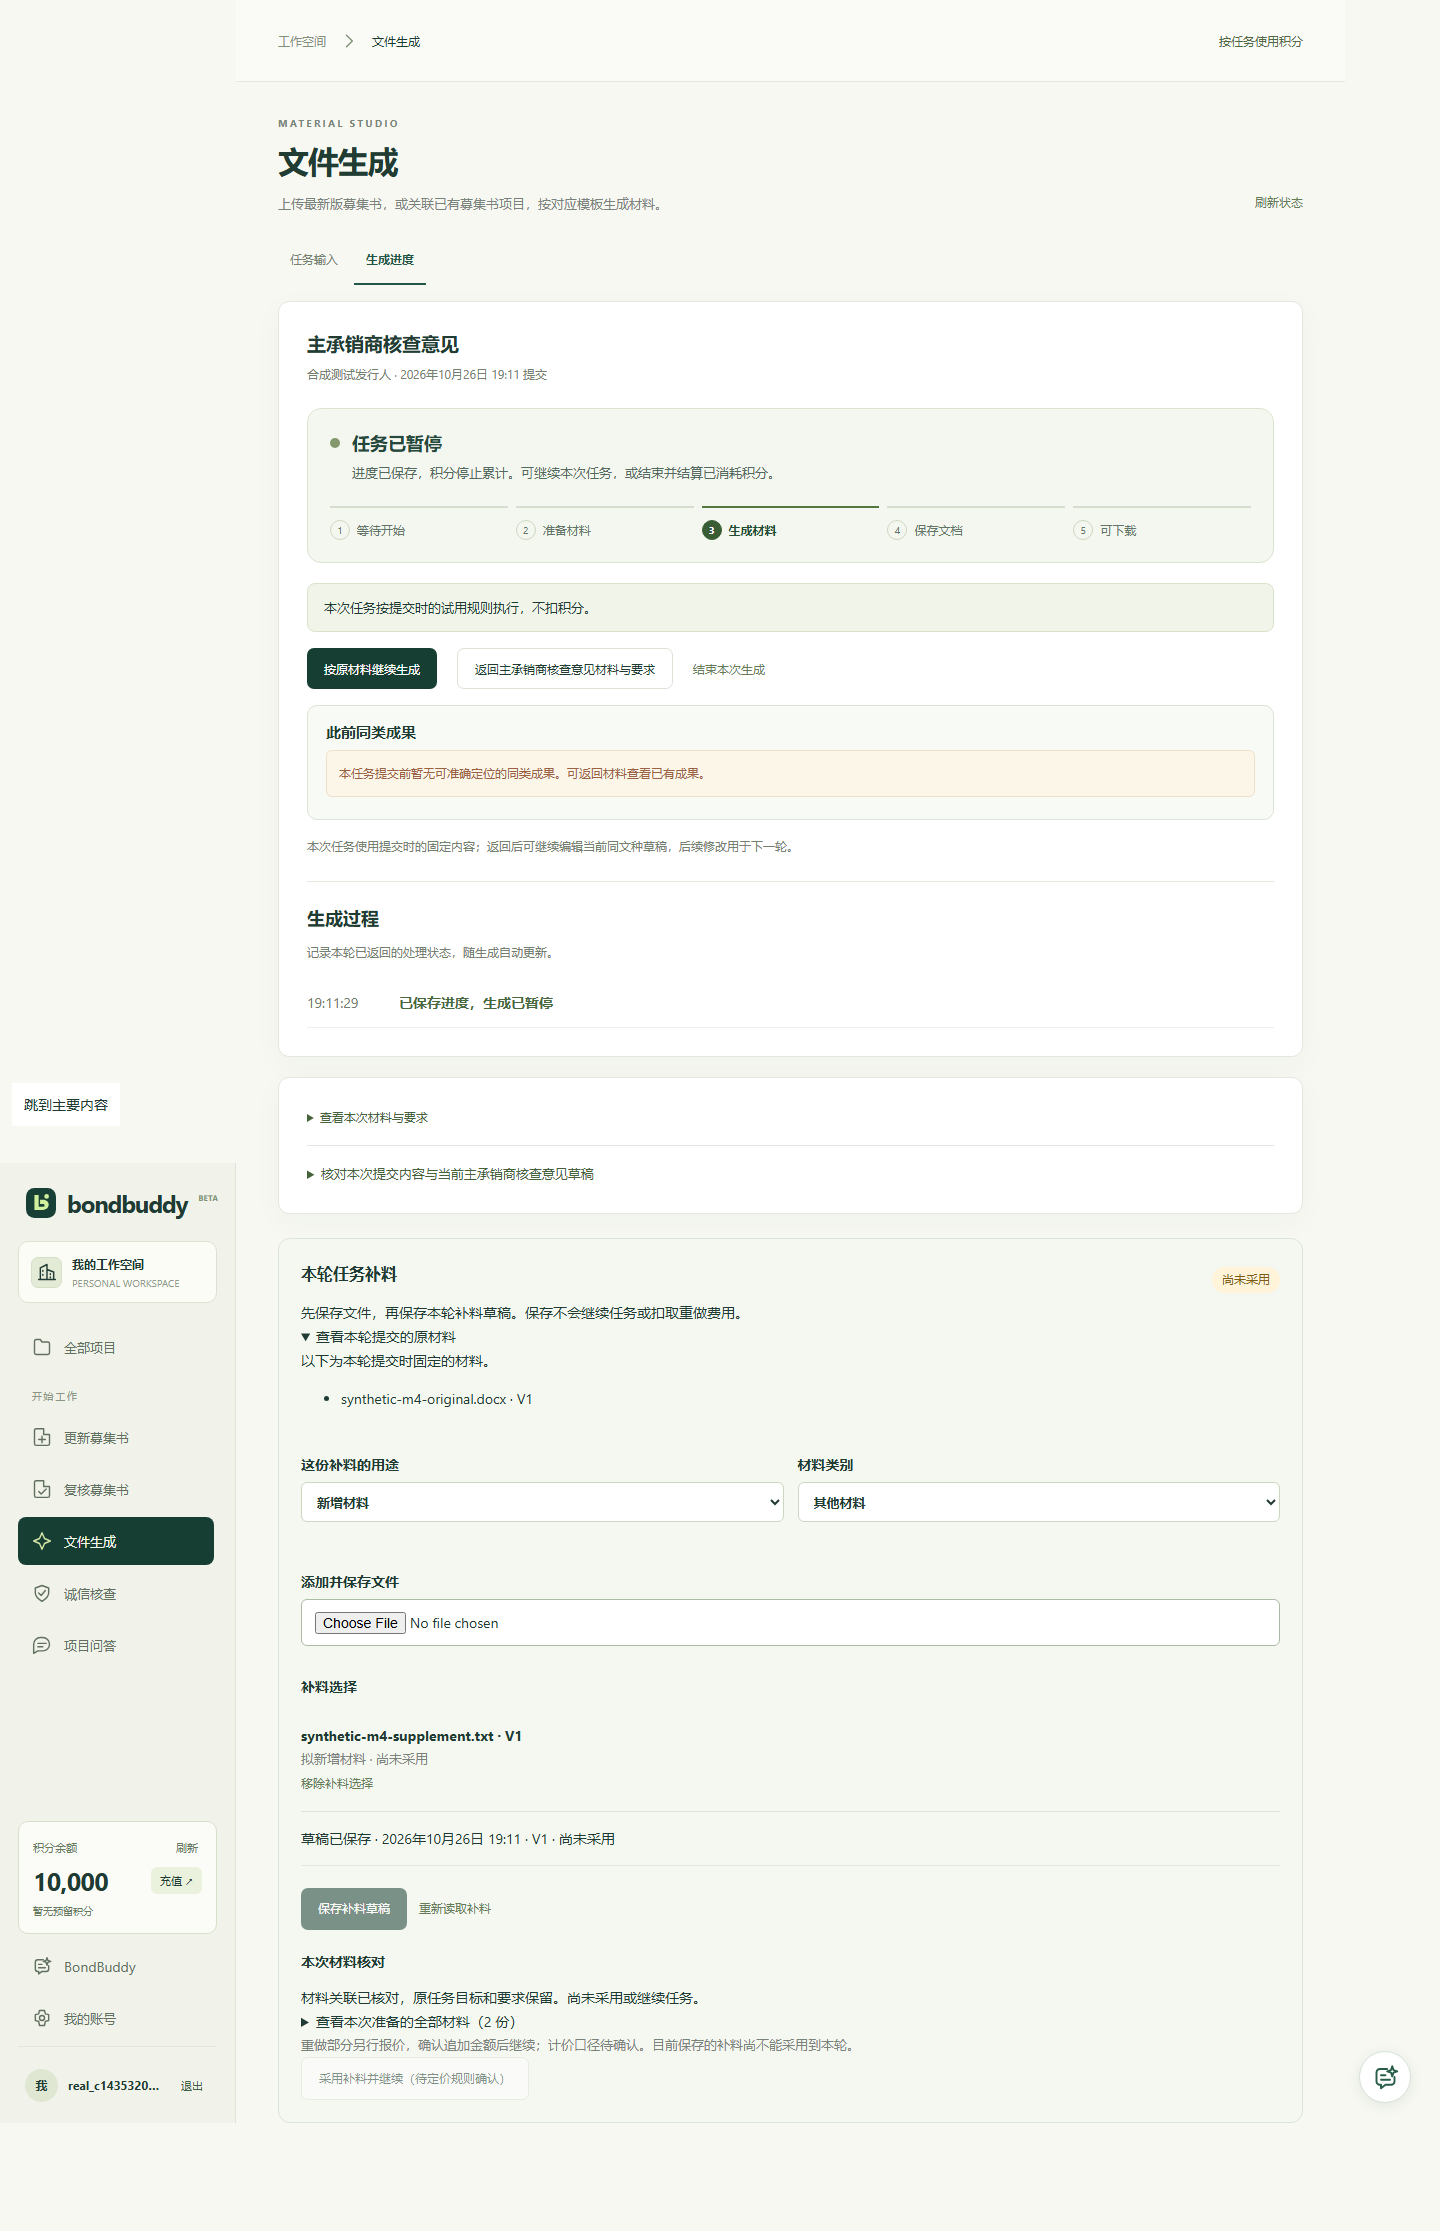 工作空间
文件生成
按任务使用积分
MATERIAL STUDIO
文件生成
上传最新版募集书，或关联已有募集书项目，按对应模板生成材料。
刷新状态
任务输入
生成进度
主承销商核查意见
合成测试发行人 · 2026年10月26日 19:11 提交
任务已暂停
进度已保存，积分停止累计。可继续本次任务，或结束并结算已消耗积分。
1 等待开始
2 准备材料
3 生成材料
4 保存文档
5 可下载
本次任务按提交时的试用规则执行，不扣积分。
按原材料继续生成
返回主承销商核查意见材料与要求
结束本次生成
此前同类成果
本任务提交前暂无可准确定位的同类成果。可返回材料查看已有成果。
本次任务使用提交时的固定内容；返回后可继续编辑当前同文种草稿，后续修改用于下一轮。
生成过程
记录本轮已返回的处理状态，随生成自动更新。
19:11:29 已保存进度，生成已暂停
查看本次材料与要求
核对本次提交内容与当前主承销商核查意见草稿
本轮任务补料
尚未采用
先保存文件，再保存本轮补料草稿。保存不会继续任务或扣取重做费用。
查看本轮提交的原材料
以下为本轮提交时固定的材料。
synthetic-m4-original.docx · V1
这份补料的用途
材料类别
新增材料
其他材料
添加并保存文件
Choose File No file chosen
补料选择
synthetic-m4-supplement.txt · V1
拟新增材料 · 尚未采用
移除补料选择
草稿已保存 · 2026年10月26日 19:11 · V1 · 尚未采用
保存补料草稿
重新读取补料
本次材料核对
材料关联已核对，原任务目标和要求保留。尚未采用或继续任务。
查看本次准备的全部材料（2 份）
重做部分另行报价，确认追加金额后继续；计价口径待确认。目前保存的补料尚不能采用到本轮。
采用补料并继续（待定价规则确认）
跳到主要内容
bondbuddy BETA
我的工作空间
PERSONAL WORKSPACE
全部项目
开始工作
更新募集书
复核募集书
文件生成
诚信核查
项目问答
积分余额
刷新
10,000
充值 ↗
暂无预留积分
BondBuddy
我的账号
我 real_c1435320... 退出